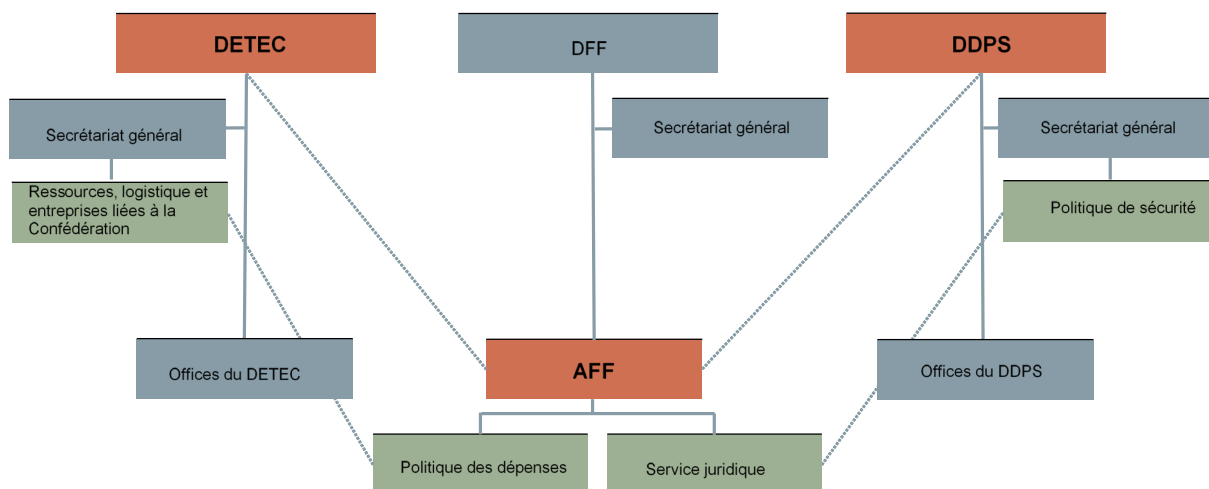 DETEC
DFF
DDPS
Secrétariat général
Secrétariat général
Secrétariat général
Ressources, logistique et
entreprises liées à la
Confédération
Politique de sécurité
Offices du DETEC
AFF
Offices du DDPS
Politique des dépenses
Service juridique